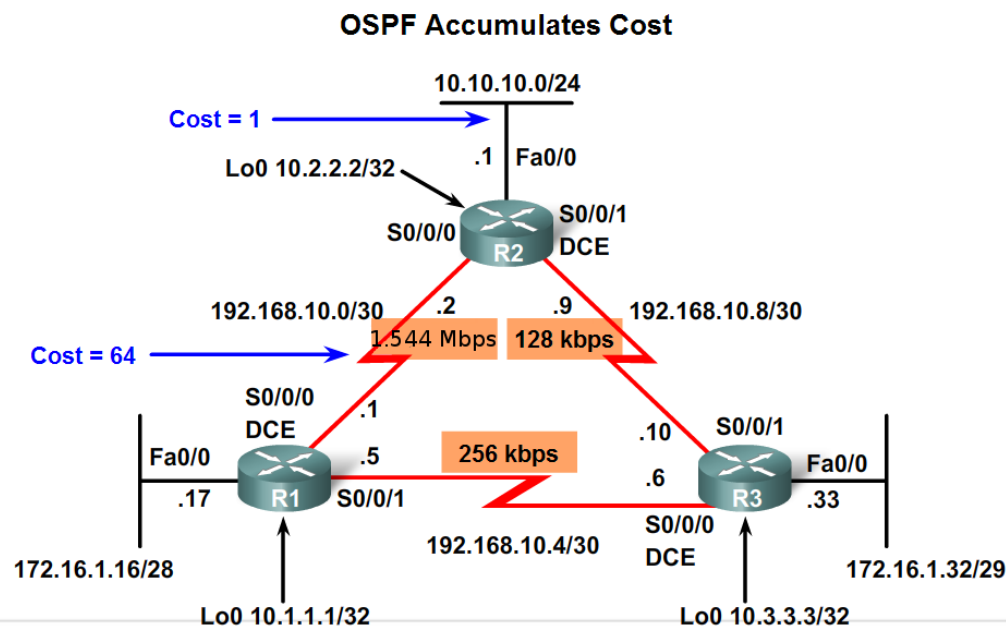 OSPF Accumulates Cost
10.10.10.0/24
Cost = 1
.1
Fa0/0
Lo0 10.2.2.2/32
S0/0/0
R2
S0/0/1
DCE
192.168.10.0/30
.2
.9
192.168.10.8/30
1.544 Mbps
128 kbps
Cost = 64
S0/0/0
DCE
.1
.10
S0/0/1
Fa0/0
.17
R1
.5
S0/0/1
256 kbps
.6
R3
Fa0/0
.33
S0/0/0
DCE
192.168.10.4/30
172.16.1.16/28
172.16.1.32/29
Lo0 10.1.1.1/32
Lo0 10.3.3.3/32